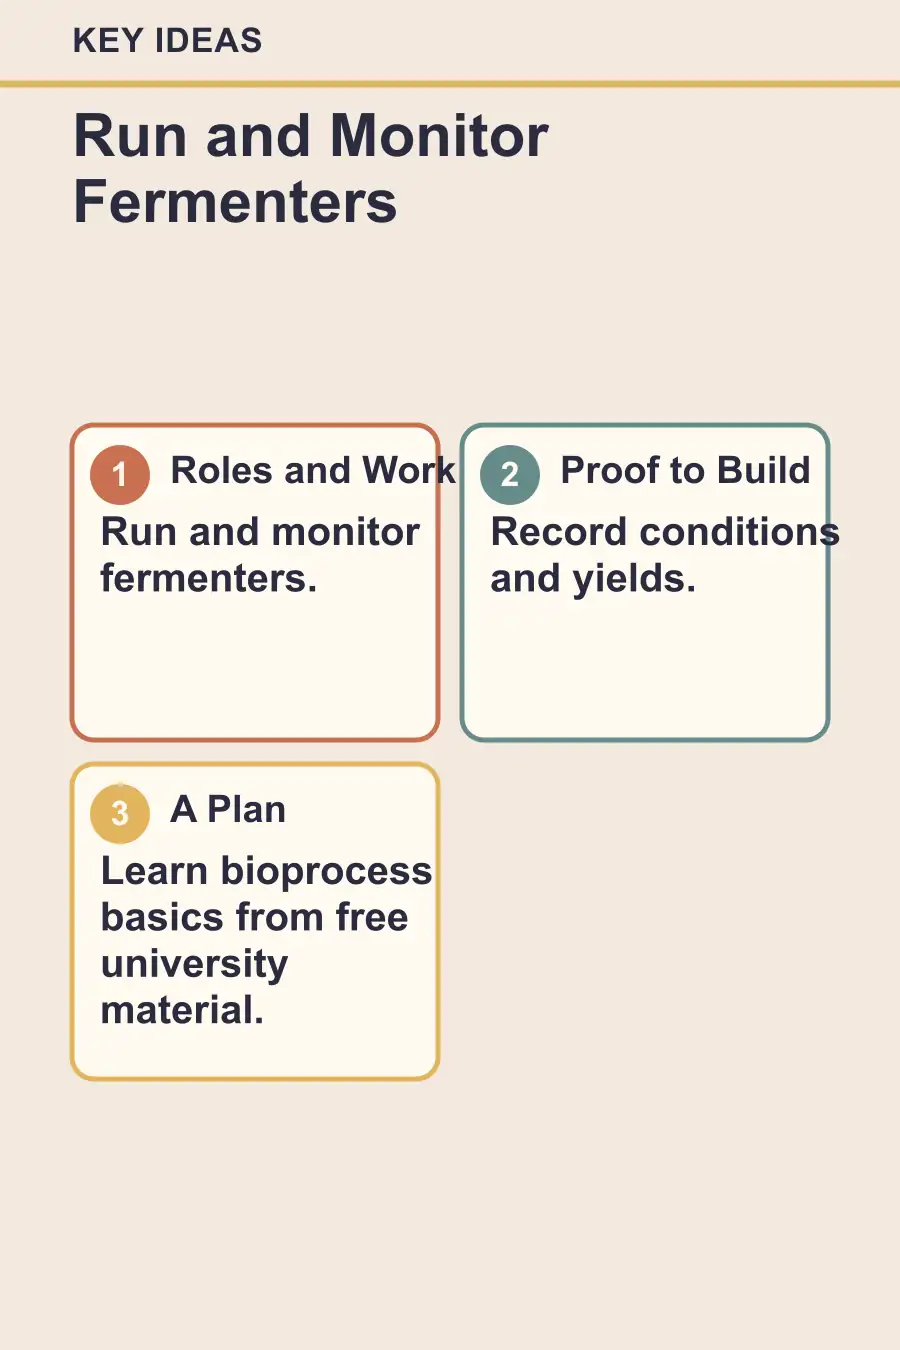 KEY IDEAS
Run and Monitor
Fermenters
1
Roles and Work
Run and monitor
fermenters.
2
Proof to Build
Record conditions
and yields.
3
A Plan
Learn bioprocess
basics from free
university
material.